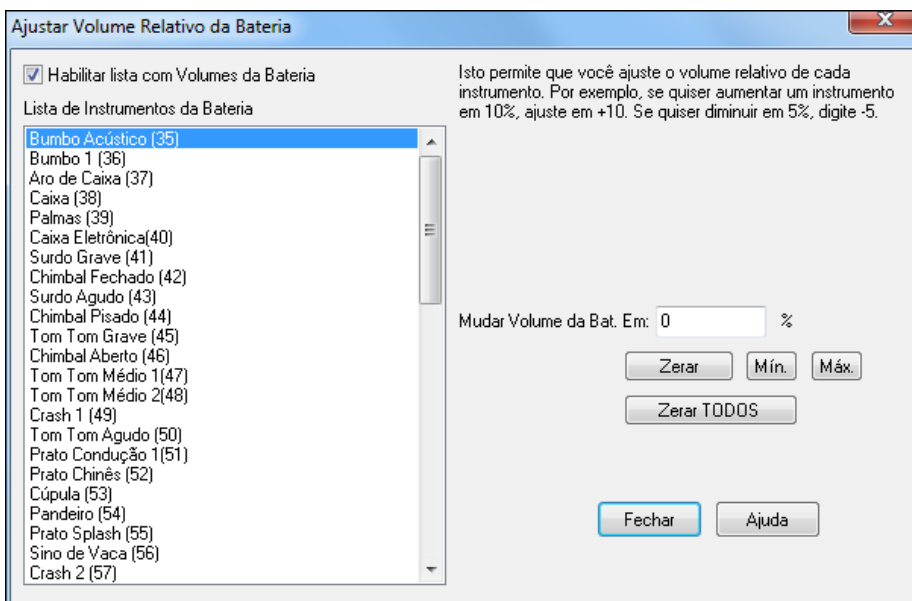 Ajustar Volume Relativo da Bateria
Habilitar lista com Volumes da Bateria
Lista de Instrumentos da Bateria
Bumbo Acústico (35)
Bumbo 1 (36)
Aro de Caixa (37)
Caixa (38)
Palmas (39)
Caixa Eletrônica(40)
Surdo Grave (41)
Chimbal Fechado (42)
Surdo Agudo (43)
Chimbal Pisado (44)
Tom Tom Grave (45)
Chimbal Aberto (46)
Tom Tom Médio 1(47)
Tom Tom Médio 2(48)
Crash 1 (49)
Tom Tom Agudo (50)
Prato Condução 1(51)
Prato Chinês (52)
Cúpula (53)
Pandeiro (54)
Prato Splash (55)
Sino de Vaca (56)
Crash 2 (57)
Isto permite que você ajuste o volume relativo de cada
instrumento. Por exemplo, se quiser aumentar um instrumento
em 10%, ajuste em +10. Se quiser diminuir em 5%, digite -5.
Mudar Volume da Bat. Em: 0 %
Zerar Mín. Máx.
Zerar TODOS
Fechar Ajuda